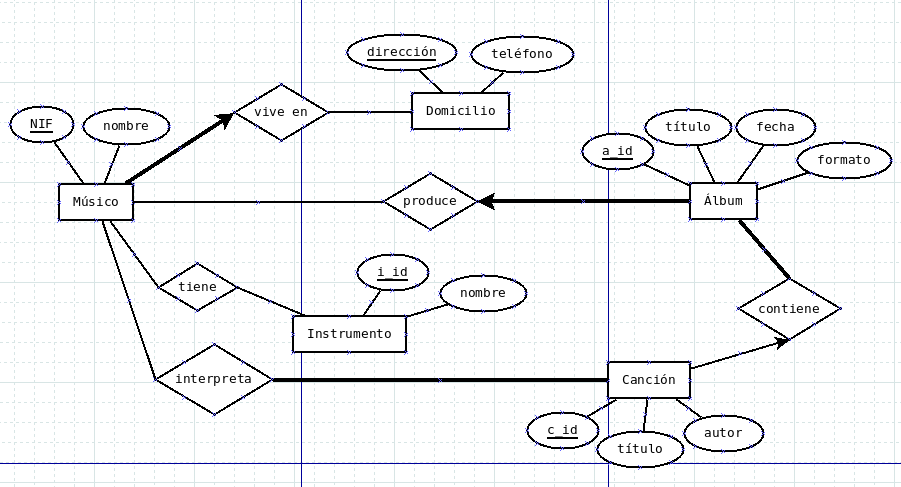 dirección
teléfono
NIF
nombre
vive en
Domicilio
a_id
título
fecha
formato
Músico
produce
Álbum
tiene
i_id
nombre
Instrumento
contiene
interpreta
Canción
c_id
título
autor